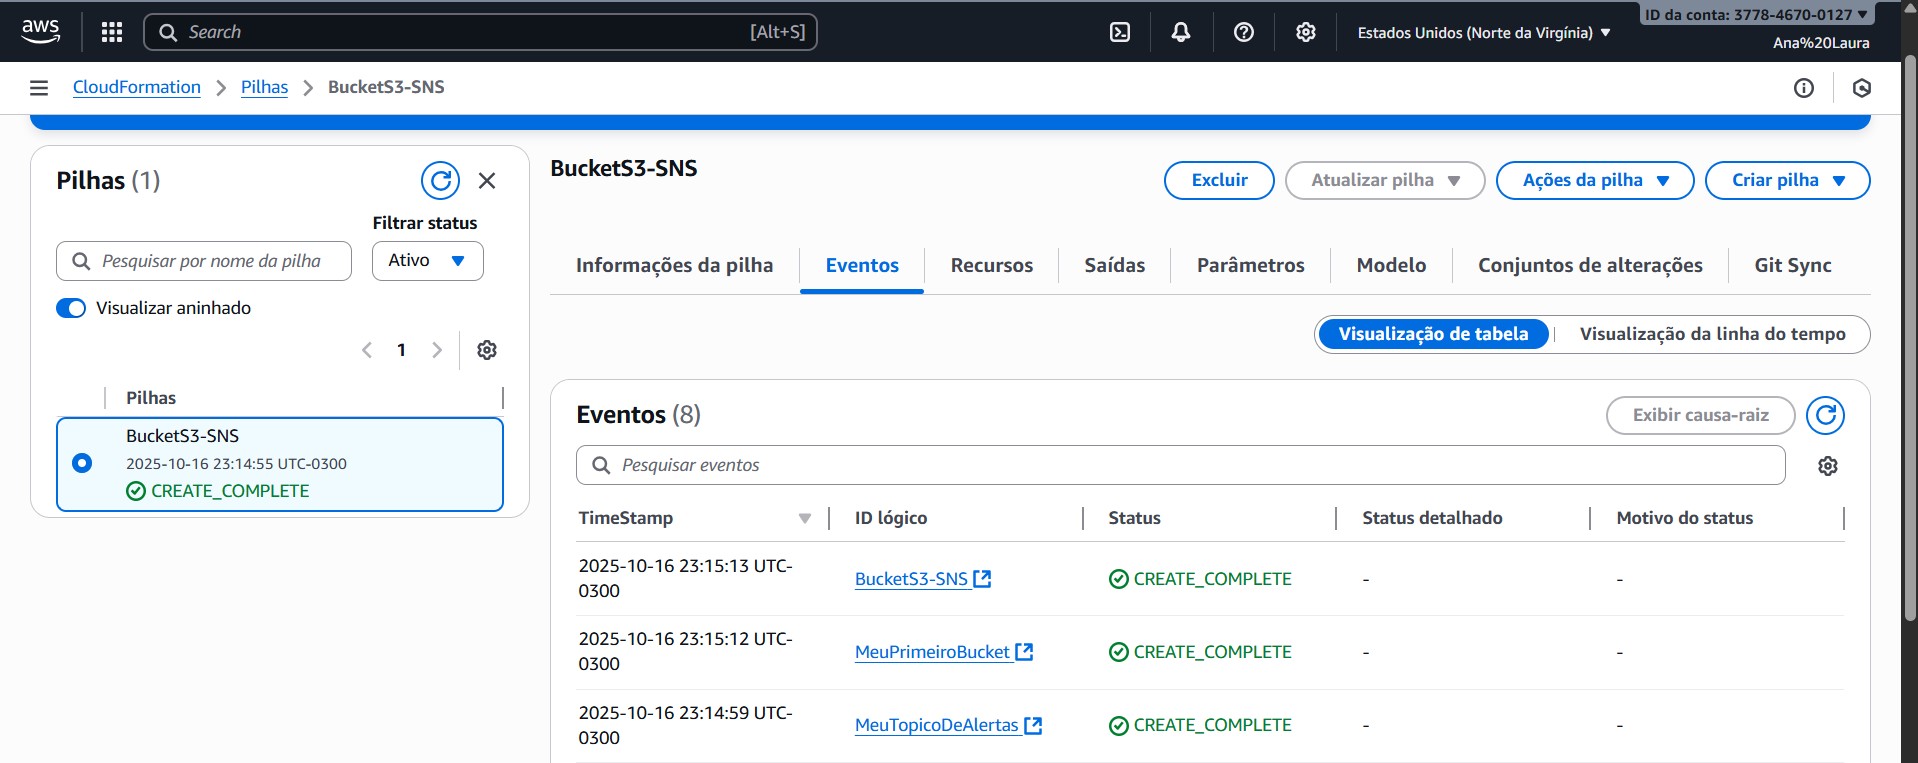 aws
Search
[Alt+S]
Estados Unidos (Norte da Virgínia)
ID da conta: 3778-4670-0127
Ana%20Laura
CloudFormation
Pilhas
BucketS3-SNS
Pilhas (1)
Filtrar status
Pesquisar por nome da pilha
Ativo
Visualizar aninhado
1
Pilhas
BucketS3-SNS
2025-10-16 23:14:55 UTC-0300
CREATE_COMPLETE
BucketS3-SNS
Excluir
Atualizar pilha
Ações da pilha
Criar pilha
Informações da pilha
Eventos
Recursos
Saídas
Parâmetros
Modelo
Conjuntos de alterações
Git Sync
Visualização de tabela
Visualização da linha do tempo
Eventos (8)
Exibir causa-raiz
Pesquisar eventos
TimeStamp
ID lógico
Status
Status detalhado
Motivo do status
2025-10-16 23:15:13 UTC-
0300
BucketS3-SNS
CREATE_COMPLETE
-
-
2025-10-16 23:15:12 UTC-
0300
MeuPrimeiroBucket
CREATE_COMPLETE
-
-
2025-10-16 23:14:59 UTC-
0300
MeuTopicoDeAlertas
CREATE_COMPLETE
-
-